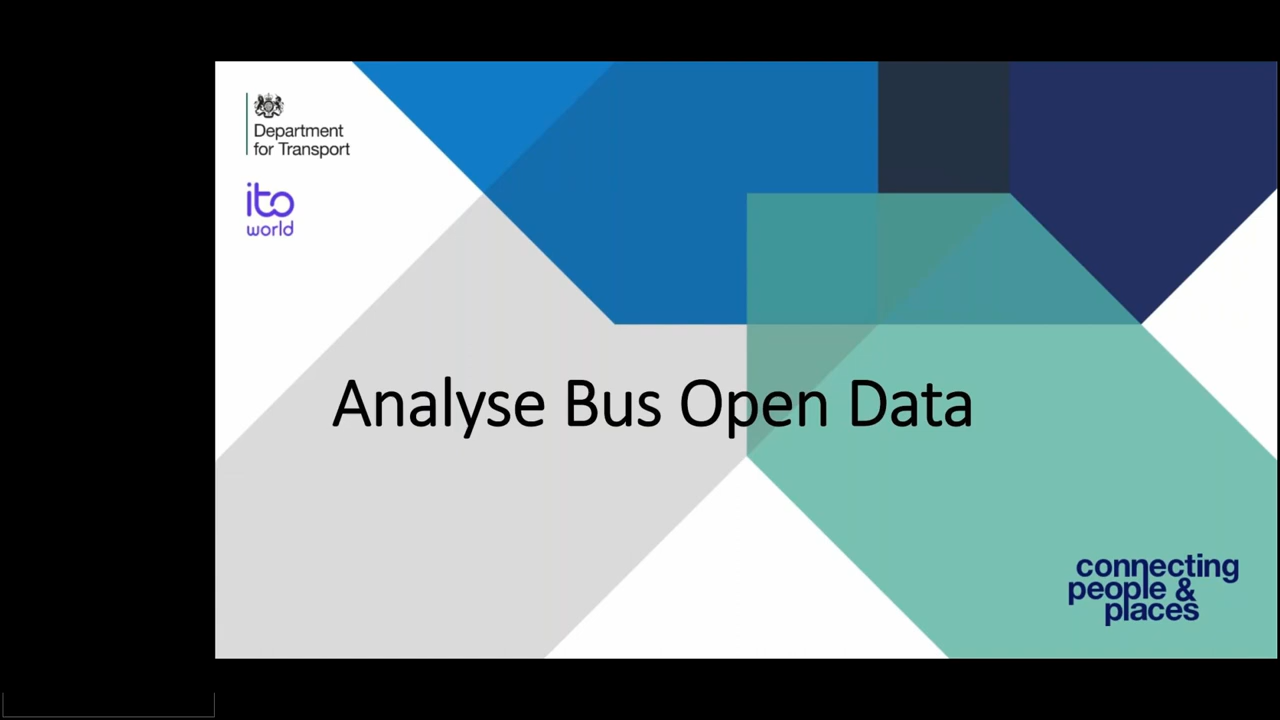 Department
for Transport
ito
world
Analyse Bus Open Data
connecting
people &
places